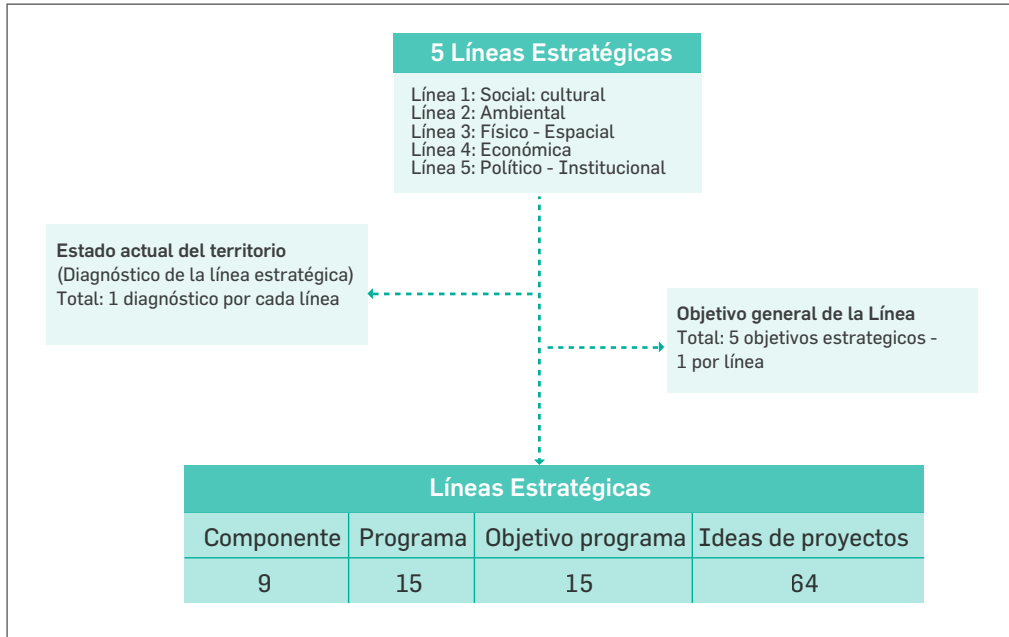 5 Líneas Estratégicas
Línea 1: Social: cultural
Línea 2: Ambiental
Línea 3: Físico - Espacial
Línea 4: Económica
Línea 5: Político - Institucional
Estado actual del territorio
(Diagnóstico de la línea estratégica)
Total: 1 diagnóstico por cada línea
Objetivo general de la Línea
Total: 5 objetivos estrategicos -
1 por línea
Líneas Estratégicas
Componente Programa Objetivo programa Ideas de proyectos
9 15 15 64